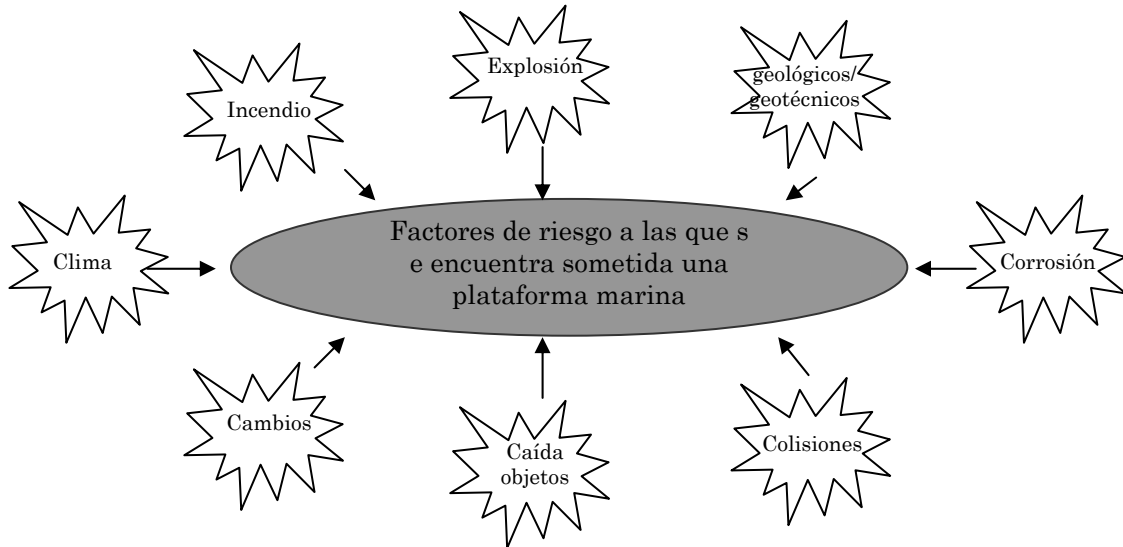 Explosión
geológicos/
geotécnicos
Incendio
Factores de riesgo a las que s
e encuentra sometida una
plataforma marina
Clima
Corrosión
Cambios
Caída
objetos
Colisiones